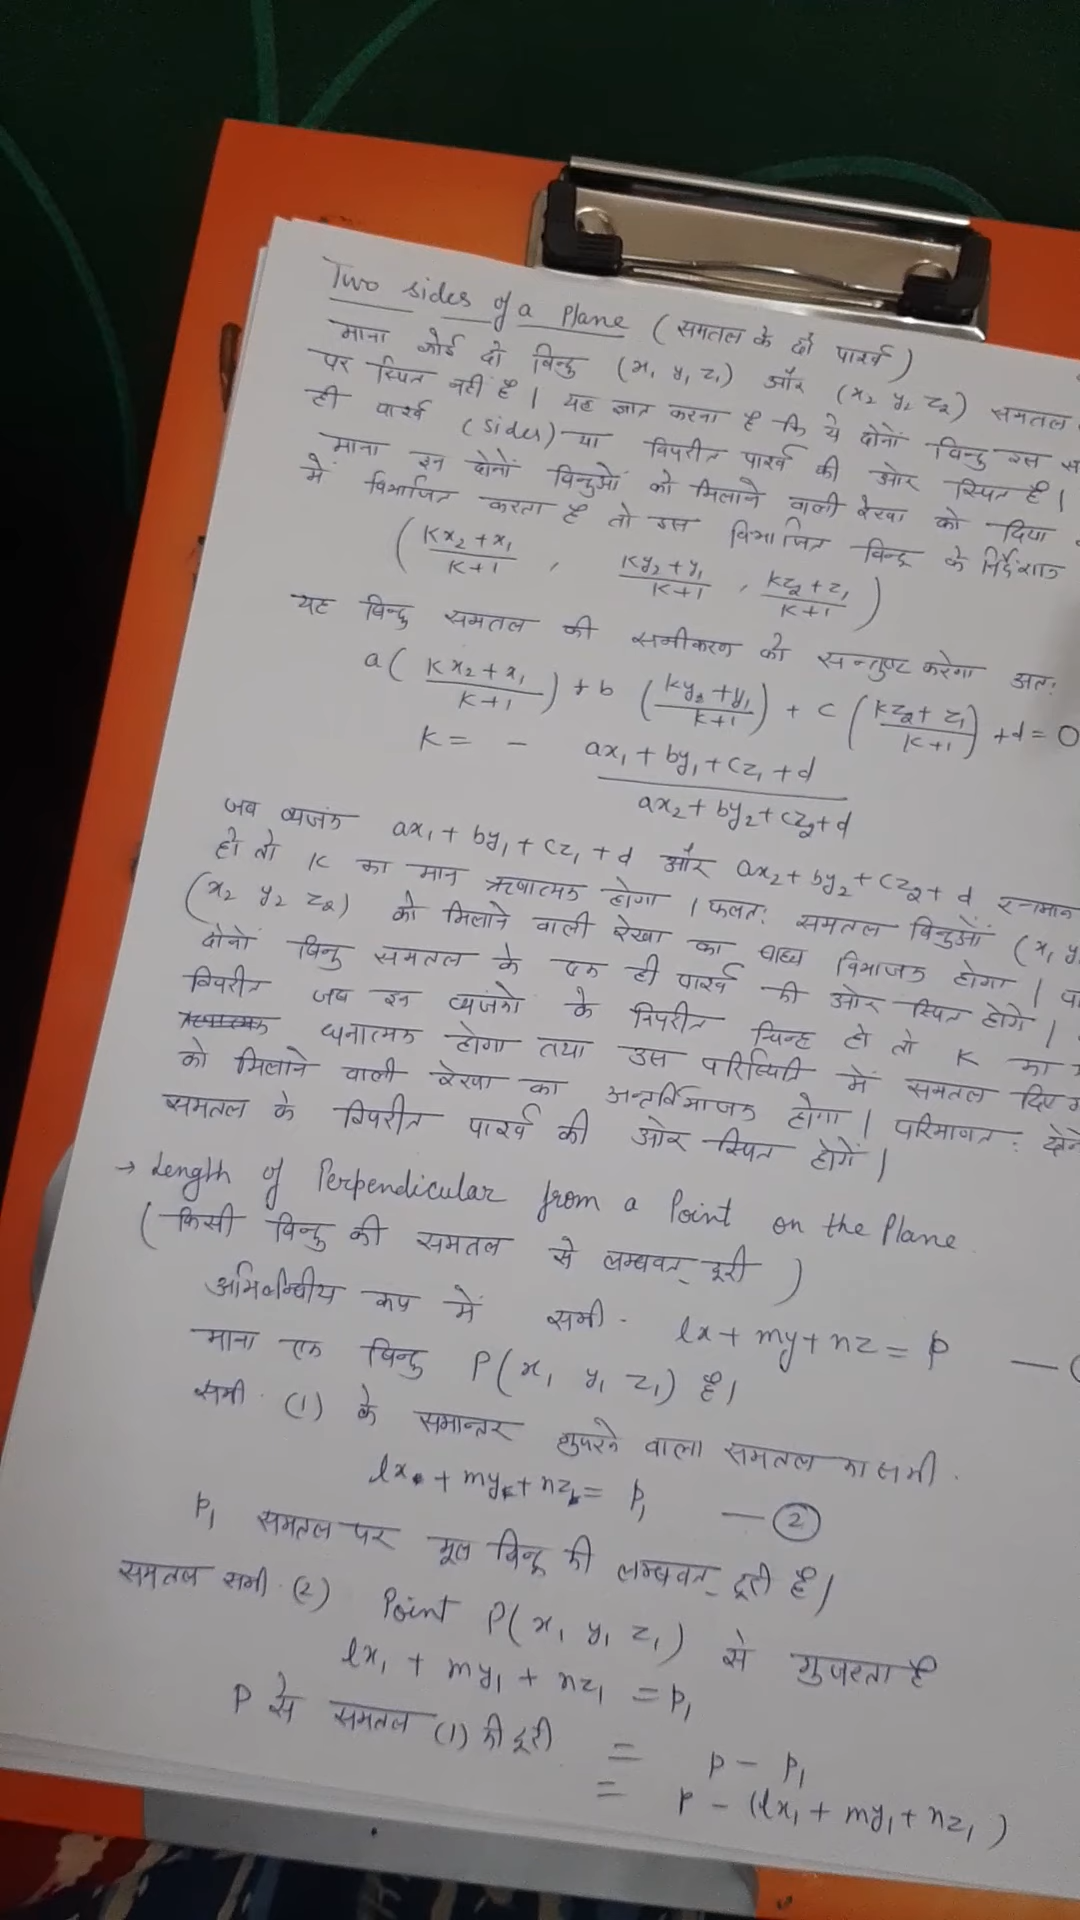 Two sides of a Plane (समतल के दो पार्श्व)
माना कोई दो बिन्दु (x₁ y₁ z₁) और (x₂ y₂ z₂) समतल
पर स्थित नहीं है। यह ज्ञात करना है कि ये दोनों बिन्दु इस
ही पार्श्व (sides) या विपरीत पार्श्व की ओर स्थित है।
माना इन दोनों बिन्दुओं को मिलाने वाली रेखा को दिया
में विभाजित करता है तो उस विभाजित बिन्दु के निर्देशांक
( (Kx₂+x₁)/(K+1) , (Ky₂+y₁)/(K+1) , (Kz₂+z₁)/(K+1) )
यह बिन्दु समतल की समीकरण को सन्तुष्ट करेगा अतः
a( (Kx₂+x₁)/(K+1) ) + b ( (Ky₂+y₁)/(K+1) ) + c ( (Kz₂+z₁)/(K+1) ) +d = 0
K = - (ax₁+by₁+cz₁+d)/(ax₂+by₂+cz₂+d)
जब व्यंजक ax₁+by₁+cz₁+d और ax₂+by₂+cz₂+d
हो तो K का मान ऋणात्मक होगा। फलतः समतल बिन्दुओं (x₁
(x₂ y₂ z₂) को मिलाने वाली रेखा का बाह्य विभाजक होगा।
दोनों बिन्दु समतल के एक ही पार्श्व की ओर स्थित होगे।
विपरीत जब इन व्यंजकों के विपरीत चिन्ह हो तो K का
ऋणात्मक धनात्मक होगा तथा उस परिस्थिति में समतल दिए
को मिलाने वाली रेखा का अन्तर्विभाजक होगा। परिमाणतः
समतल के विपरीत पार्श्व की ओर स्थित होगें।
→ Length of Perpendicular from a Point on the Plane.
(किसी बिन्दु की समतल से लम्बवत् दूरी)
अभिलम्बीय रूप में समी. lx+my+nz = p —
माना एक बिन्दु P(x₁ y₁ z₁) है।
समी. (1) के समान्तर गुजरने वाला समतल का समी.
lx + my + nz = p₁ — ②
p₁ समतल पर मूल बिन्दु की लम्बवत् दूरी है।
समतल समी. (2) Point P(x₁ y₁ z₁) से गुजरता है
lx₁ + my₁ + nz₁ = p₁
P से समतल (1) की दूरी = p - p₁
= p - (lx₁ + my₁ + nz₁)